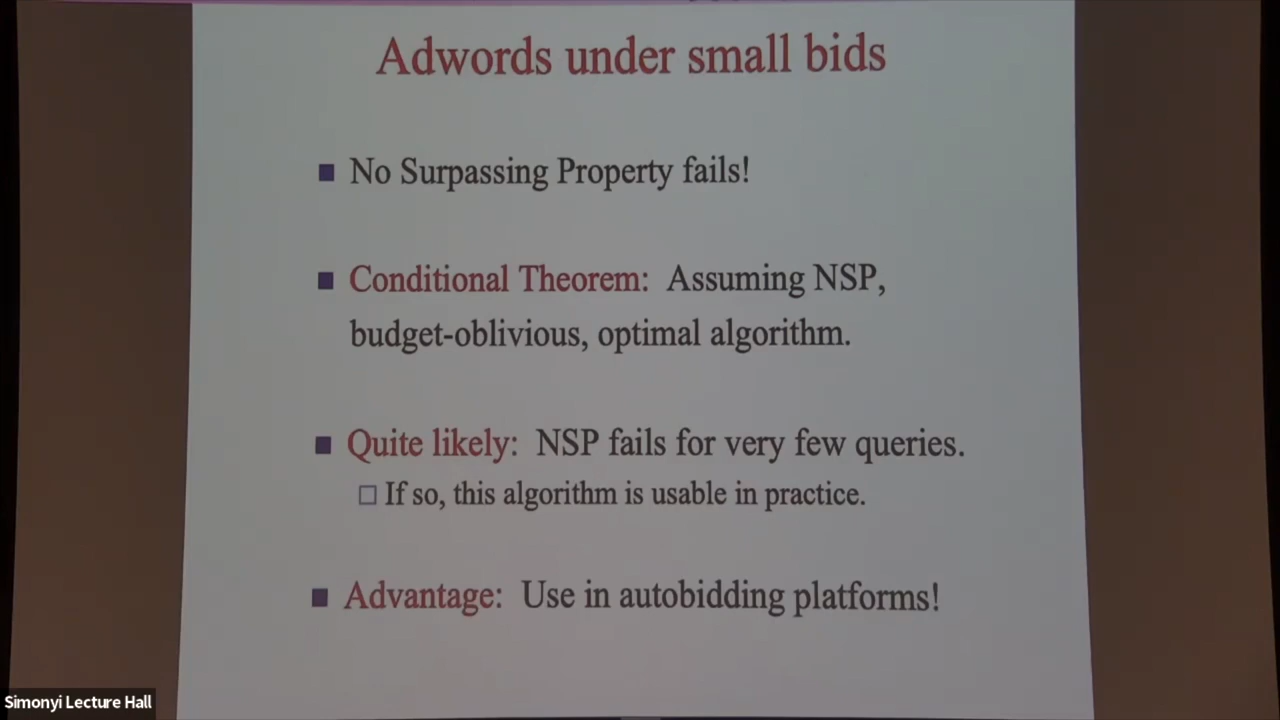 Adwords under small bids
No Surpassing Property fails!
Conditional Theorem: Assuming NSP,
budget-oblivious, optimal algorithm.
Quite likely: NSP fails for very few queries.
If so, this algorithm is usable in practice.
Advantage: Use in autobidding platforms!
Simonyi Lecture Hall